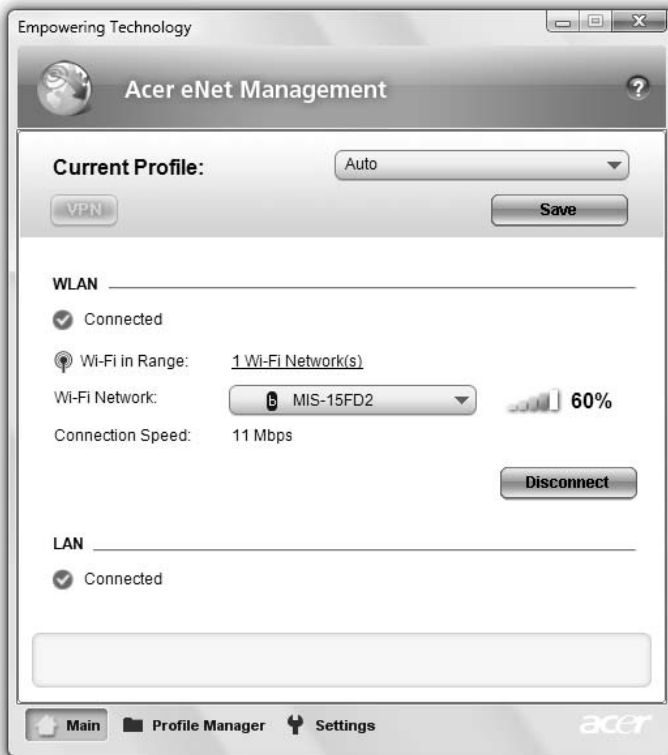 Empowering Technology
Acer eNet Management
?
Current Profile: Auto
VPN Save
WLAN
Connected
Wi-Fi in Range: 1 Wi-Fi Network(s)
Wi-Fi Network: b MIS-15FD2 60%
Connection Speed: 11 Mbps
Disconnect
LAN
Connected
Main Profile Manager Settings acer